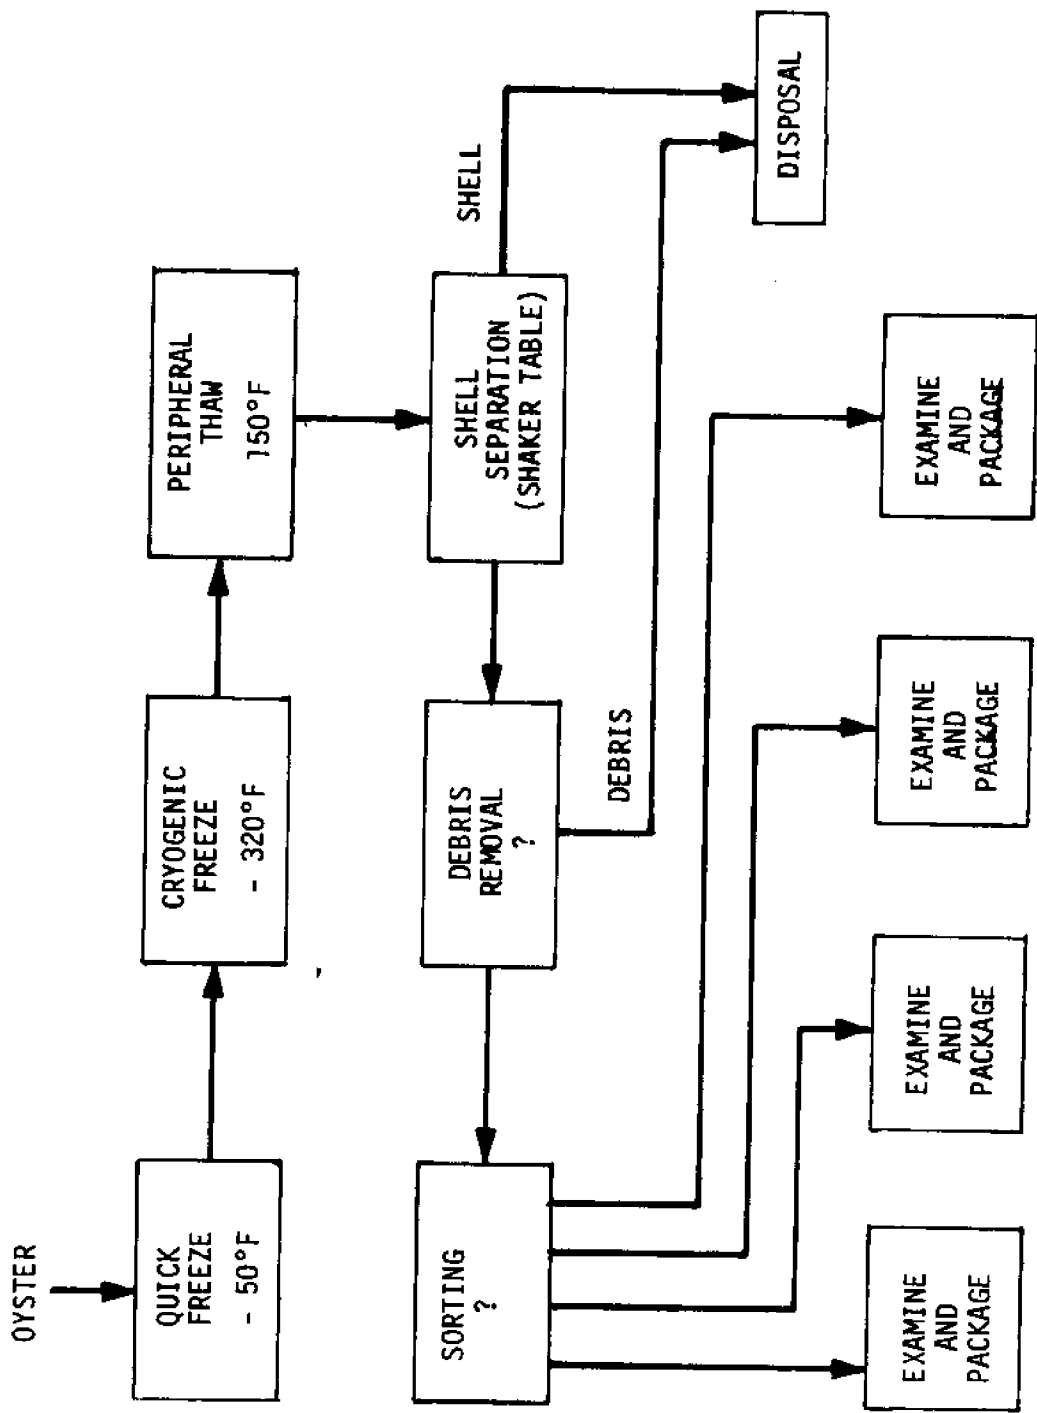 OYSTER
QUICK
FREEZE
- 50°F
CRYOGENIC
FREEZE
- 320°F
PERIPHERAL
THAW
150°F
SHELL
SEPARATION
(SHAKER TABLE)
SHELL
DEBRIS
REMOVAL
?
DEBRIS
DISPOSAL
SORTING
?
EXAMINE
AND
PACKAGE
EXAMINE
AND
PACKAGE
EXAMINE
AND
PACKAGE
EXAMINE
AND
PACKAGE